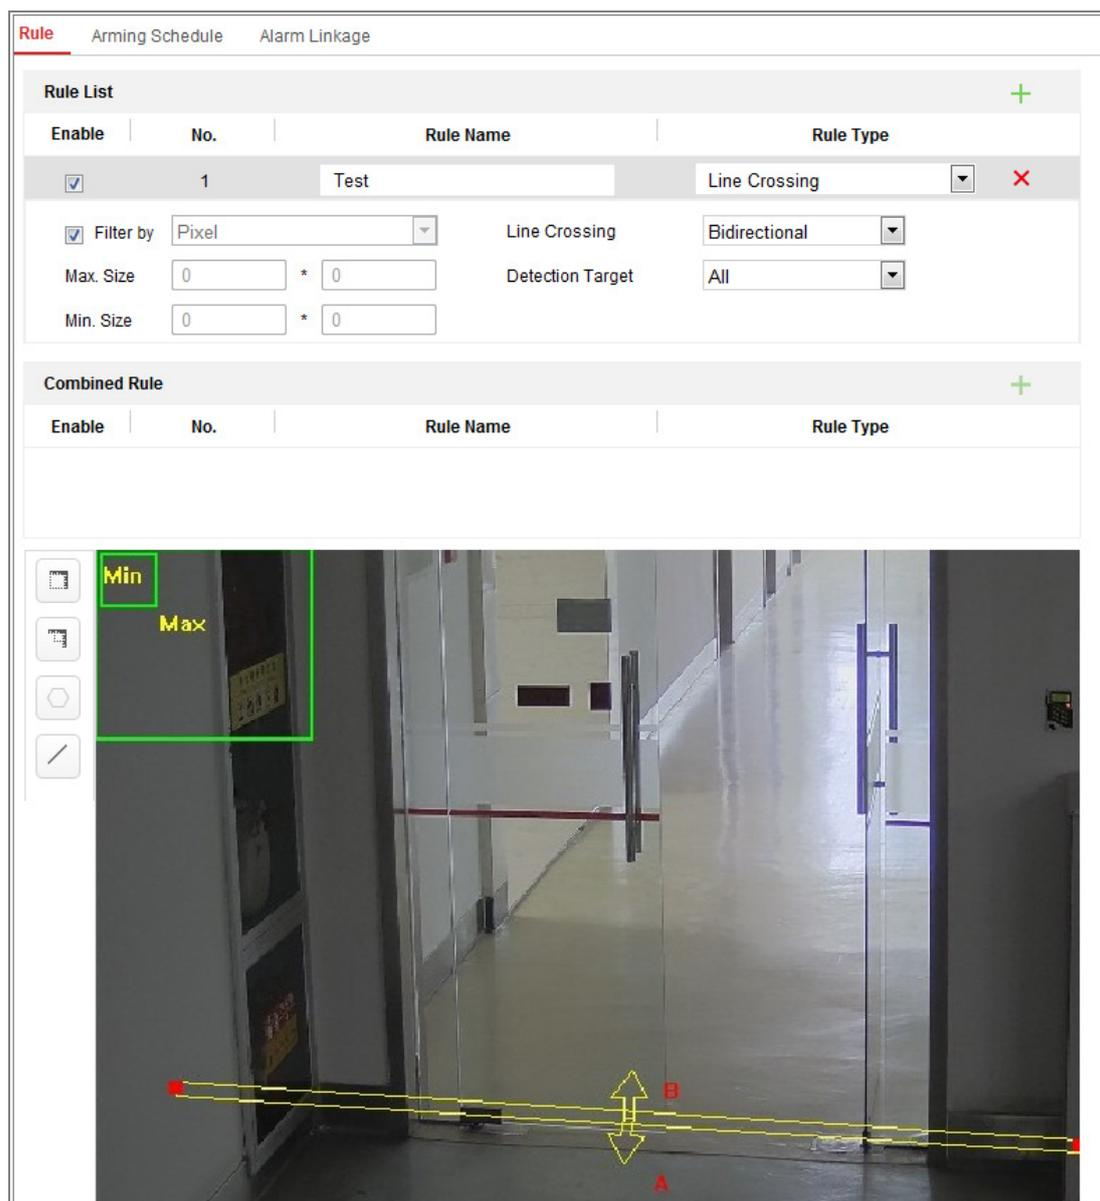 Rule Arming Schedule Alarm Linkage
Rule List +
Enable No. Rule Name Rule Type
1 Test Line Crossing
Filter by Pixel Line Crossing Bidirectional
Max. Size 0 * 0 Detection Target All
Min. Size 0 * 0
Combined Rule +
Enable No. Rule Name Rule Type
Min
Max
B
A